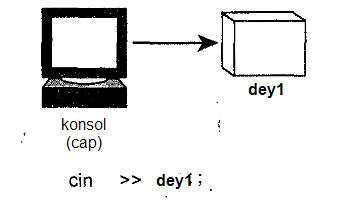 dey1
konsol
(cap)
cin >> dey1;